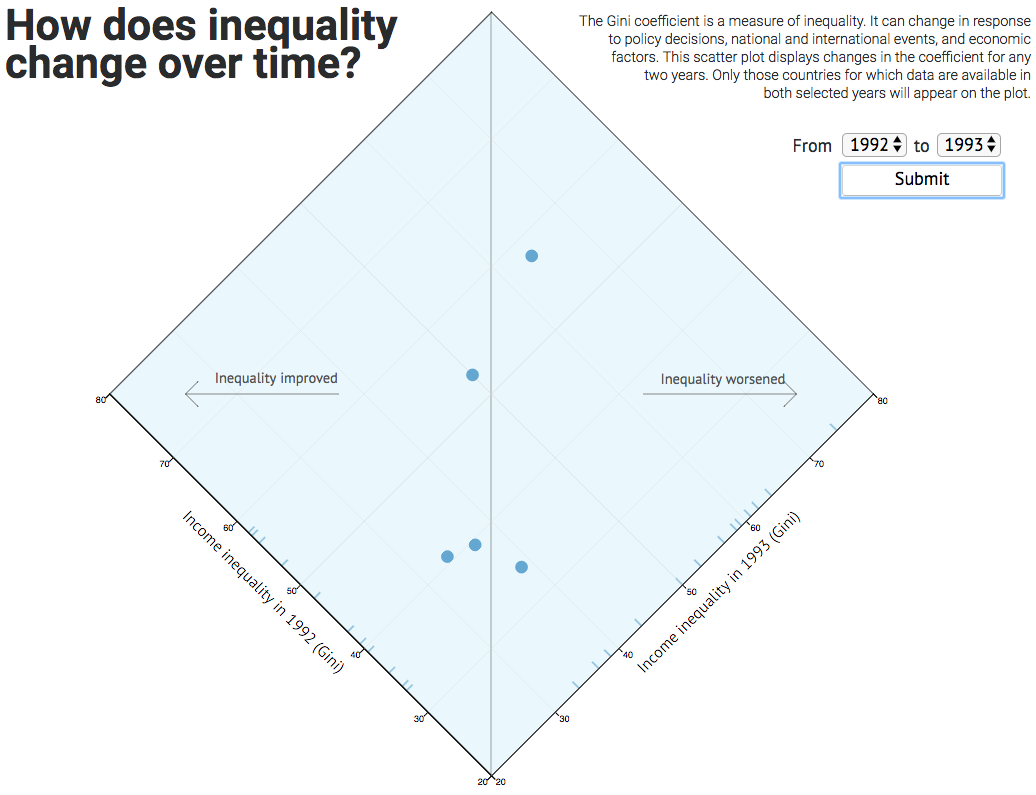 How does inequality
change over time?
The Gini coefficient is a measure of inequality. It can change in response
to policy decisions, national and international events, and economic
factors. This scatter plot displays changes in the coefficient for any
two years. Only those countries for which data are available in
both selected years will appear on the plot.
From 1992 to 1993
Submit
Inequality improved
Inequality worsened
80
70
60
50
40
30
20
Income inequality in 1992 (Gini)
80
70
60
50
40
30
20
Income inequality in 1993 (Gini)